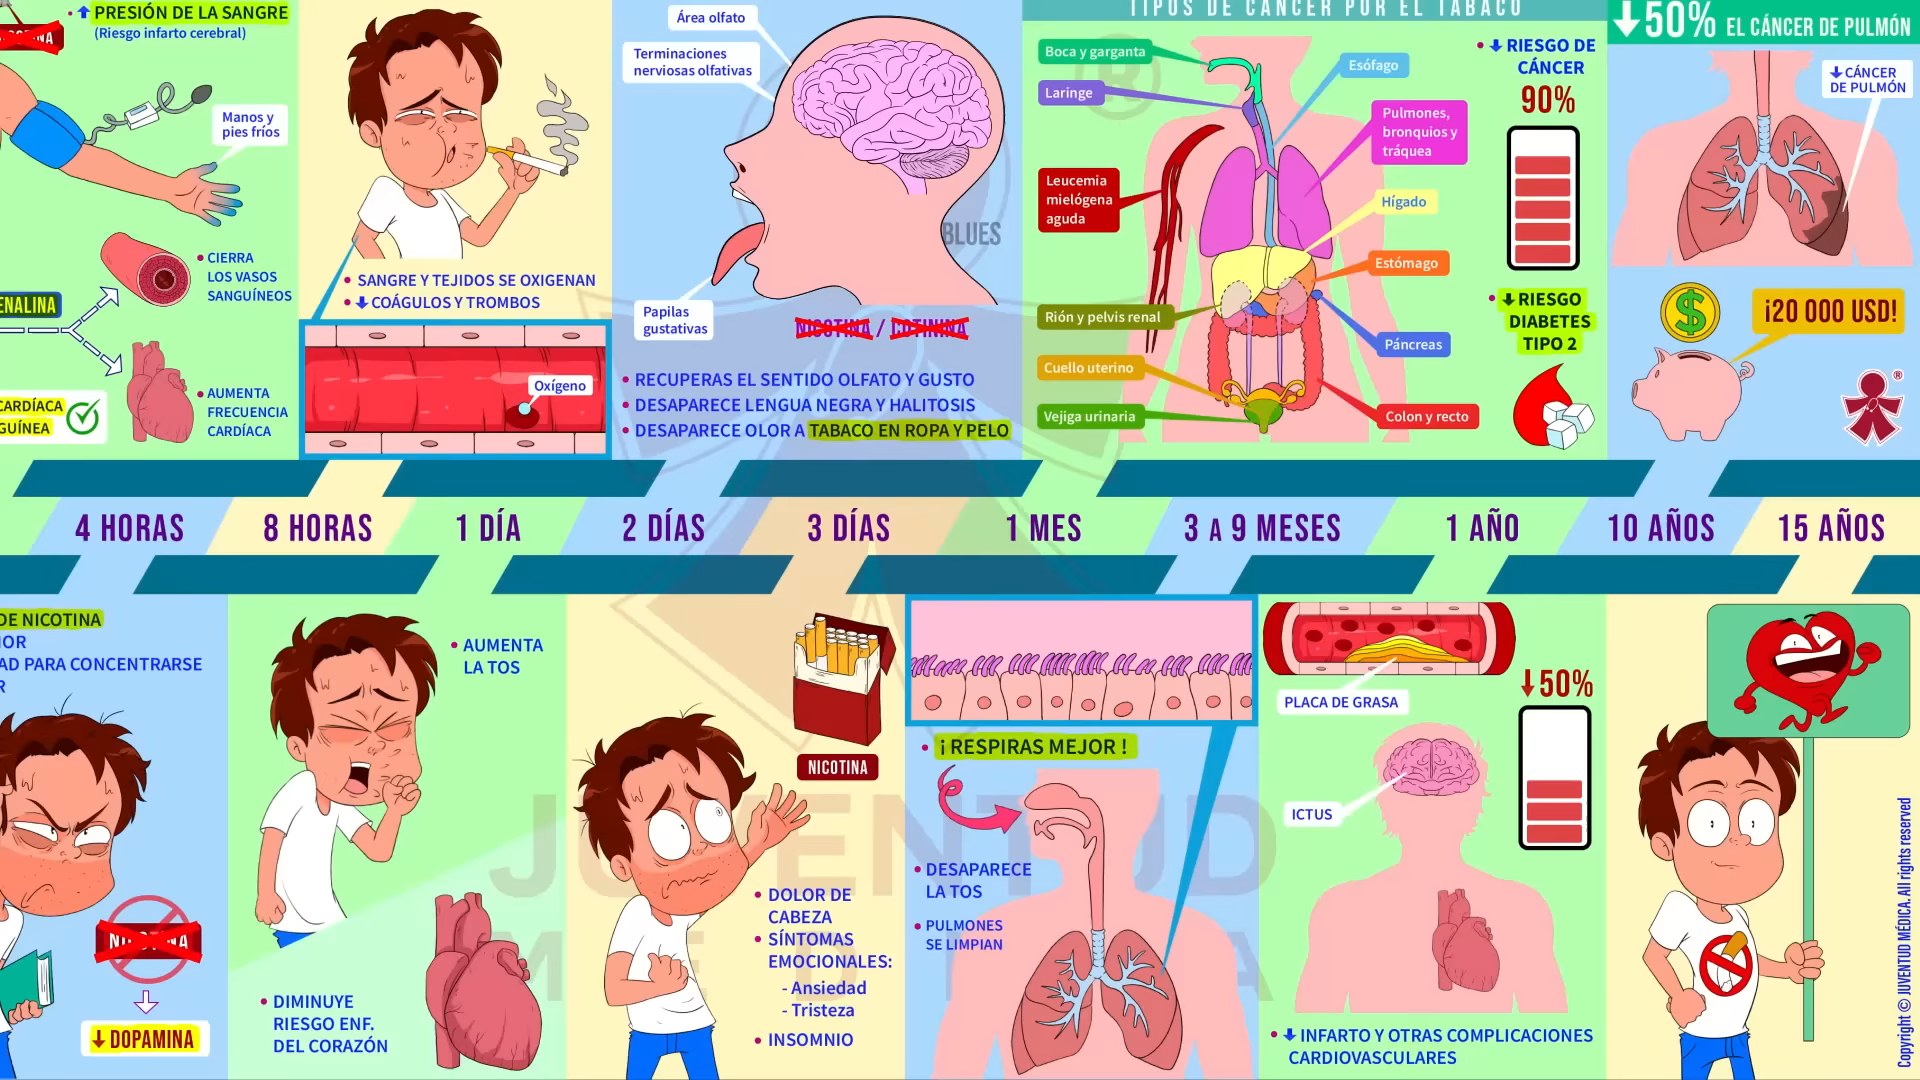 PRESIÓN DE LA SANGRE
(Riesgo infarto cerebral)
Manos y
pies fríos
CIERRA
LOS VASOS
SANGUÍNEOS
AUMENTA
FRECUENCIA
CARDÍACA
SANGRE Y TEJIDOS SE OXIGENAN
COÁGULOS Y TROMBOS
Oxígeno
Área olfato
Terminaciones
nerviosas olfativas
Papilas
gustativas
BLUES
NICOTINA / COTININA
RECUPERAS EL SENTIDO OLFATO Y GUSTO
DESAPARECE LENGUA NEGRA Y HALITOSIS
DESAPARECE OLOR A TABACO EN ROPA Y PELO
TIPOS DE CÁNCER POR EL TABACO
Boca y garganta
Laringe
Leucemia
mielógena
aguda
Riñón y pelvis renal
Cuello uterino
Vejiga urinaria
Esófago
Pulmones,
bronquios y
tráquea
Hígado
Estómago
Páncreas
Colon y recto
RIESGO DE
CÁNCER
90%
RIESGO
DIABETES
TIPO 2
50% EL CÁNCER DE PULMÓN
CÁNCER
DE PULMÓN
$
¡20 000 USD!
®
4 HORAS
8 HORAS
1 DÍA
2 DÍAS
3 DÍAS
1 MES
3 A 9 MESES
1 AÑO
10 AÑOS
15 AÑOS
DE NICOTINA
PARA CONCENTRARSE
NICOTINA
DOPAMINA
AUMENTA
LA TOS
DIMINUYE
RIESGO ENF.
DEL CORAZÓN
NICOTINA
DOLOR DE
CABEZA
SÍNTOMAS
EMOCIONALES:
- Ansiedad
- Tristeza
INSOMNIO
¡ RESPIRAS MEJOR !
DESAPARECE
LA TOS
PULMONES
SE LIMPIAN
PLACA DE GRASA
50%
ICTUS
INFARTO Y OTRAS COMPLICACIONES
CARDIOVASCULARES
JUVENTUD
MEDICA
Copyright © JUVENTUD MÉDICA. All rights reserved